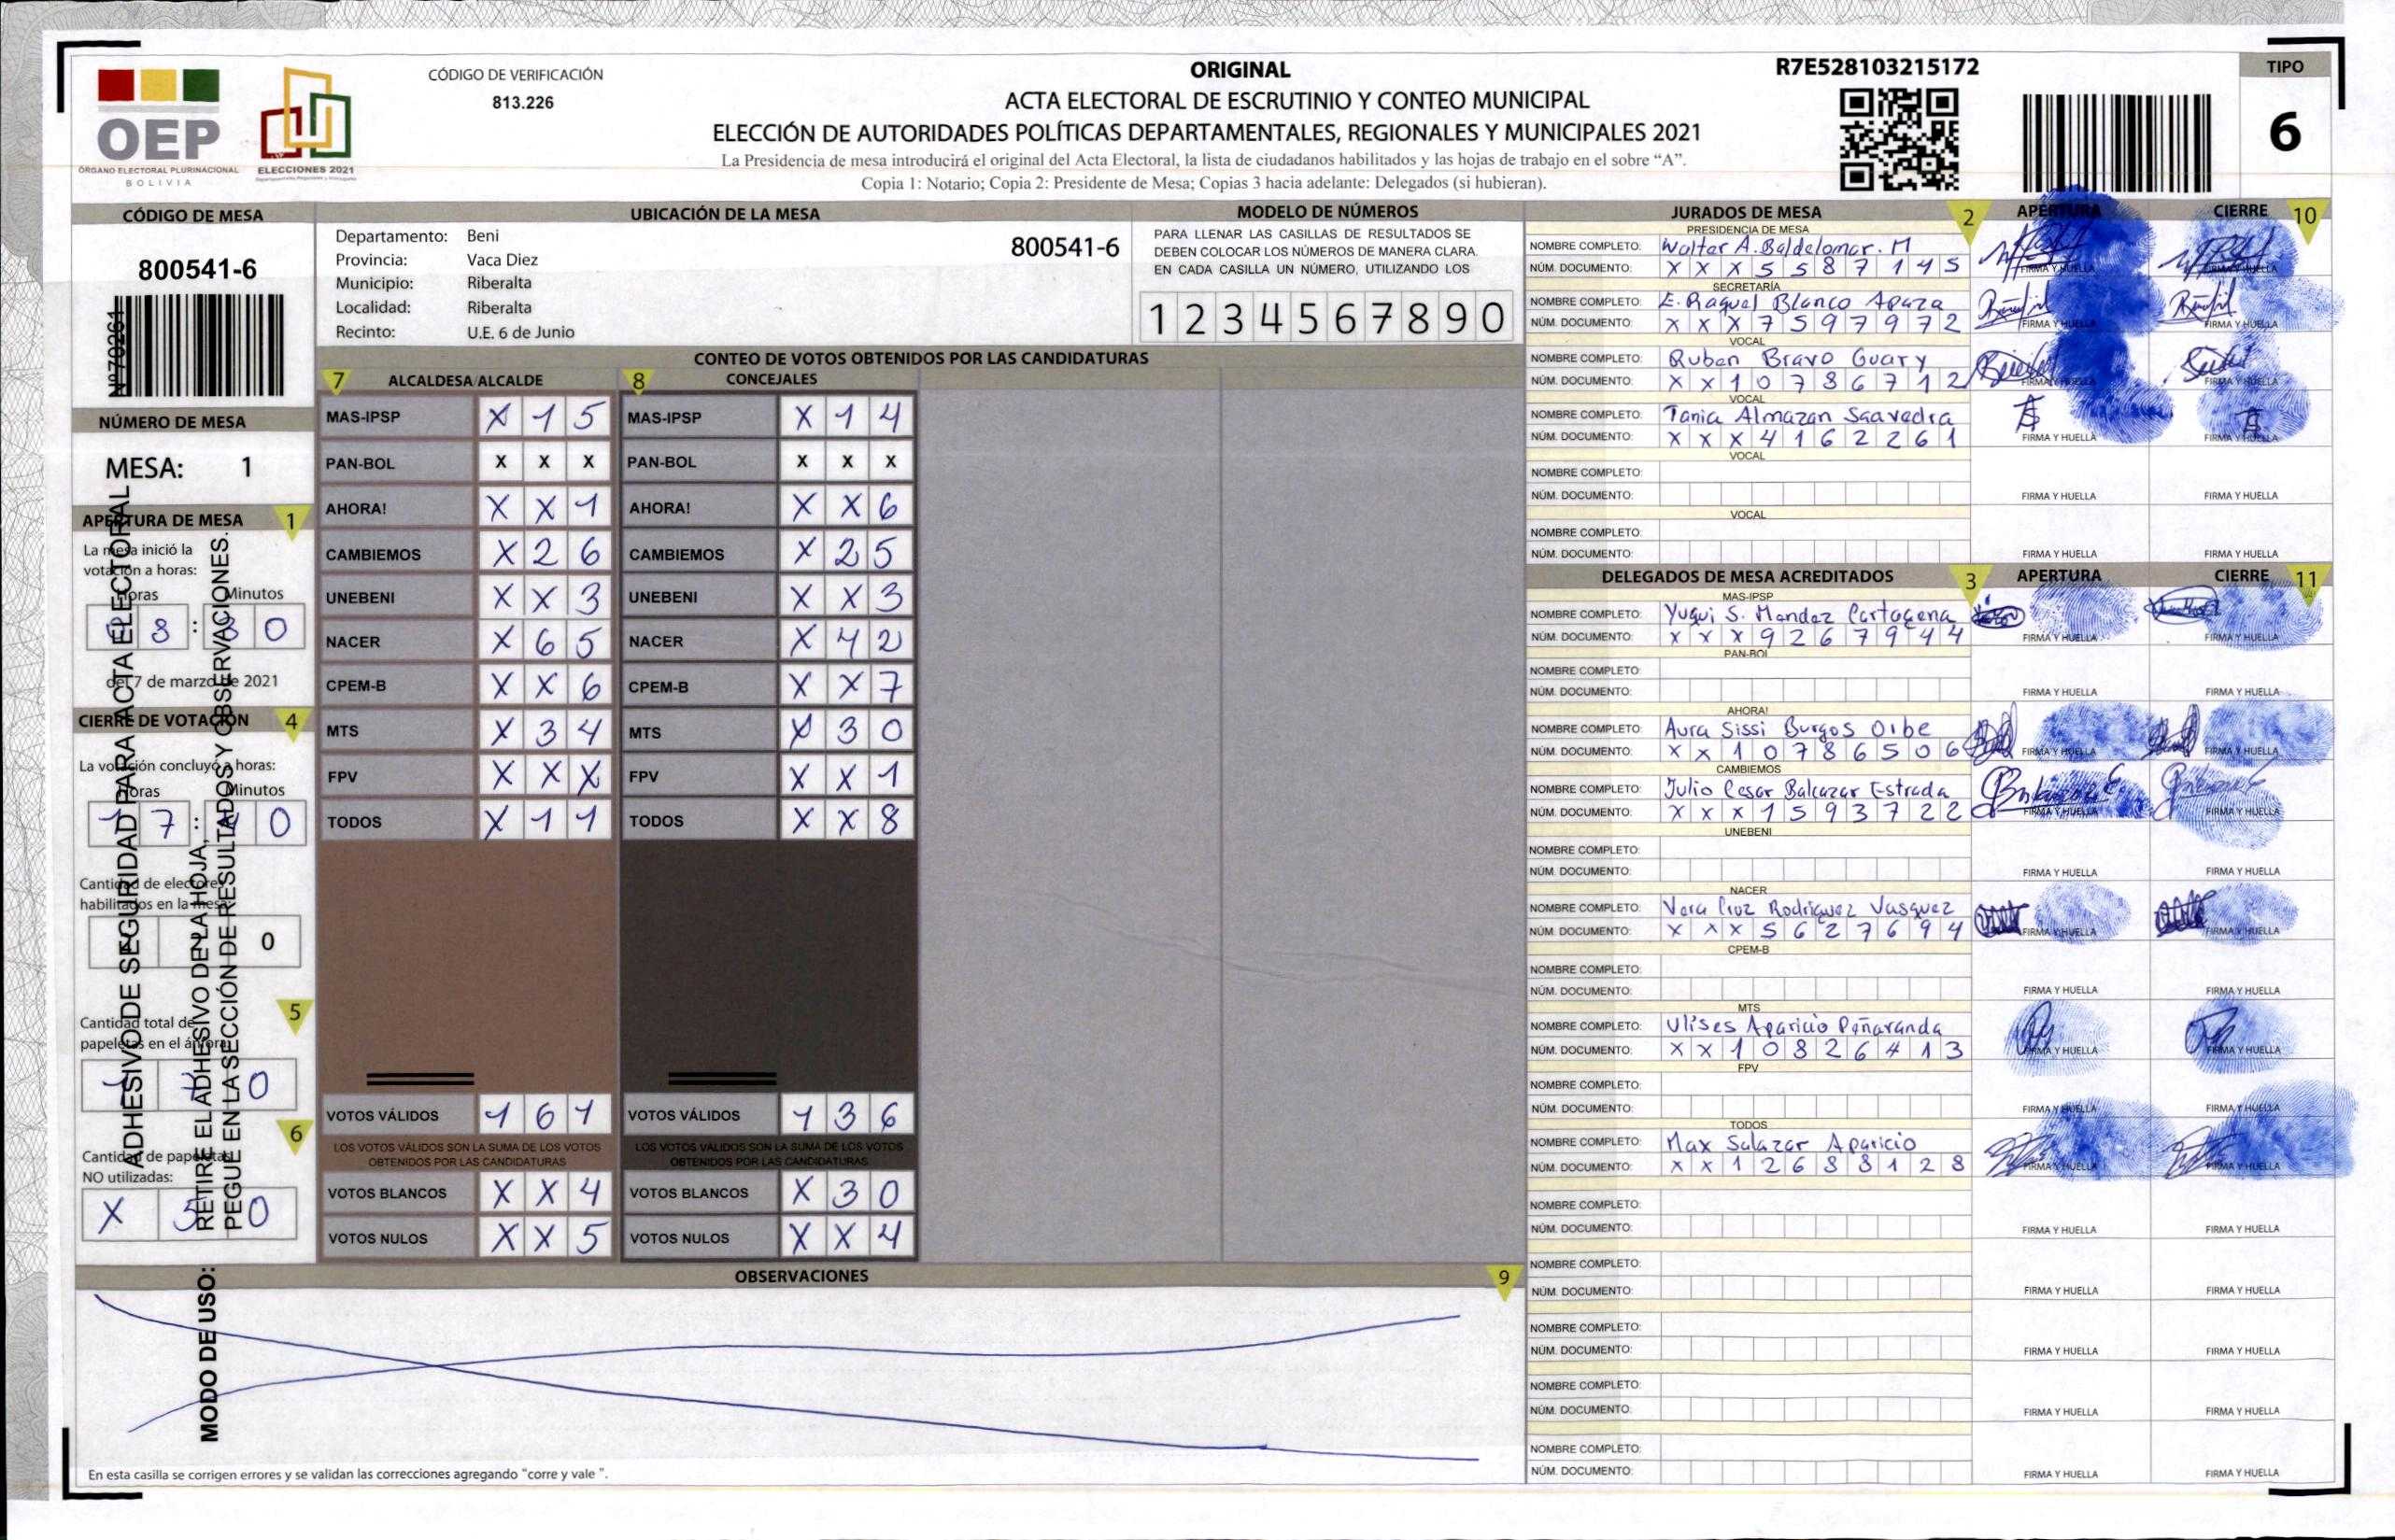 ORIGINAL
R7E528103215172
TIPO
6
CÓDIGO DE VERIFICACIÓN
813.226
ACTA ELECTORAL DE ESCRUTINIO Y CONTEO MUNICIPAL
ELECCIÓN DE AUTORIDADES POLÍTICAS DEPARTAMENTALES, REGIONALES Y MUNICIPALES 2021
La Presidencia de mesa introducirá el original del Acta Electoral, la lista de ciudadanos habilitados y las hojas de trabajo en el sobre “A”.
Copia 1: Notario; Copia 2: Presidente de Mesa; Copias 3 hacia adelante: Delegados (si hubieran).
OEP
ÓRGANO ELECTORAL PLURINACIONAL
BOLIVIA
ELECCIONES 2021
CÓDIGO DE MESA
800541-6
Nº770261
NÚMERO DE MESA
MESA: 1
APERTURA DE MESA 1
La mesa inició la
votación a horas:
Horas Minutos
8 : 0
del 7 de marzo de 2021
CIERRE DE VOTACIÓN 4
La votación concluyó a horas:
Horas Minutos
1 7 : 0
Cantidad de electores
habilitados en la mesa:
0
5
Cantidad total de
papeletas en el ánfora:
0
6
Cantidad de papeletas
NO utilizadas:
X 5 0
ADHESIVO DE SEGURIDAD PARA ACTA ELECTORAL
MODO DE USO: RETIRE EL ADHESIVO DE LA HOJA,
PEGUE EN LA SECCIÓN DE RESULTADOS Y OBSERVACIONES.
UBICACIÓN DE LA MESA
Departamento: Beni
800541-6
Provincia: Vaca Diez
Municipio: Riberalta
Localidad: Riberalta
Recinto: U.E. 6 de Junio
MODELO DE NÚMEROS
PARA LLENAR LAS CASILLAS DE RESULTADOS SE
DEBEN COLOCAR LOS NÚMEROS DE MANERA CLARA.
EN CADA CASILLA UN NÚMERO, UTILIZANDO LOS
1 2 3 4 5 6 7 8 9 0
CONTEO DE VOTOS OBTENIDOS POR LAS CANDIDATURAS
7 ALCALDESA/ALCALDE 8 CONCEJALES
MAS-IPSP X 1 5 MAS-IPSP X 1 4
PAN-BOL X X X PAN-BOL X X X
AHORA! X X 1 AHORA! X X 6
CAMBIEMOS X 2 6 CAMBIEMOS X 2 5
UNEBENI X X 3 UNEBENI X X 3
NACER X 6 5 NACER X 4 2
CPEM-B X X 6 CPEM-B X X 7
MTS X 3 4 MTS X 3 0
FPV X X X FPV X X 1
TODOS X 1 1 TODOS X X 8
VOTOS VÁLIDOS 1 6 1 VOTOS VÁLIDOS 1 3 6
LOS VOTOS VÁLIDOS SON LA SUMA DE LOS VOTOS LOS VOTOS VÁLIDOS SON LA SUMA DE LOS VOTOS
OBTENIDOS POR LAS CANDIDATURAS OBTENIDOS POR LAS CANDIDATURAS
VOTOS BLANCOS X X 4 VOTOS BLANCOS X 3 0
VOTOS NULOS X X 5 VOTOS NULOS X X 4
OBSERVACIONES 9
En esta casilla se corrigen errores y se validan las correcciones agregando “corre y vale ”.
JURADOS DE MESA 2 APERTURA CIERRE 10
PRESIDENCIA DE MESA
NOMBRE COMPLETO: Walter A. Baldelomar. M
NÚM. DOCUMENTO: X X X 5 5 8 7 1 4 5 FIRMA Y HUELLA FIRMA Y HUELLA
SECRETARÍA
NOMBRE COMPLETO: E. Raquel Blanco Apaza
NÚM. DOCUMENTO: X X X 7 5 9 7 9 7 2 FIRMA Y HUELLA FIRMA Y HUELLA
VOCAL
NOMBRE COMPLETO: Ruben Bravo Guary
NÚM. DOCUMENTO: X X 1 0 7 8 6 7 1 2 FIRMA Y HUELLA FIRMA Y HUELLA
VOCAL
NOMBRE COMPLETO: Tania Almazan Saavedra
NÚM. DOCUMENTO: X X X 4 1 6 2 2 6 1 FIRMA Y HUELLA FIRMA Y HUELLA
VOCAL
NOMBRE COMPLETO:
NÚM. DOCUMENTO: FIRMA Y HUELLA FIRMA Y HUELLA
VOCAL
NOMBRE COMPLETO:
NÚM. DOCUMENTO: FIRMA Y HUELLA FIRMA Y HUELLA
DELEGADOS DE MESA ACREDITADOS 3 APERTURA CIERRE 11
MAS-IPSP
NOMBRE COMPLETO: Yuqui S. Mendez Cartagena
NÚM. DOCUMENTO: X X X 9 2 6 7 9 4 4 FIRMA Y HUELLA FIRMA Y HUELLA
PAN-BOL
NOMBRE COMPLETO:
NÚM. DOCUMENTO: FIRMA Y HUELLA FIRMA Y HUELLA
AHORA!
NOMBRE COMPLETO: Aura Sissi Burgos Oibe
NÚM. DOCUMENTO: X X 1 0 7 8 6 5 0 6 FIRMA Y HUELLA FIRMA Y HUELLA
CAMBIEMOS
NOMBRE COMPLETO: Julio Cesar Balcazar Estrada
NÚM. DOCUMENTO: X X X 1 5 9 3 7 2 2 FIRMA Y HUELLA FIRMA Y HUELLA
UNEBENI
NOMBRE COMPLETO:
NÚM. DOCUMENTO: FIRMA Y HUELLA FIRMA Y HUELLA
NACER
NOMBRE COMPLETO: Vera Cruz Rodriguez Vasquez
NÚM. DOCUMENTO: X X X 5 6 2 7 6 9 4 FIRMA Y HUELLA FIRMA Y HUELLA
CPEM-B
NOMBRE COMPLETO:
NÚM. DOCUMENTO: FIRMA Y HUELLA FIRMA Y HUELLA
MTS
NOMBRE COMPLETO: Ulises Aparicio Peñaranda
NÚM. DOCUMENTO: X X 1 0 8 2 6 4 1 3 FIRMA Y HUELLA FIRMA Y HUELLA
FPV
NOMBRE COMPLETO:
NÚM. DOCUMENTO: FIRMA Y HUELLA FIRMA Y HUELLA
TODOS
NOMBRE COMPLETO: Max Salazar Aparicio
NÚM. DOCUMENTO: X X 1 2 6 8 8 1 2 8 FIRMA Y HUELLA FIRMA Y HUELLA
NOMBRE COMPLETO:
NÚM. DOCUMENTO: FIRMA Y HUELLA FIRMA Y HUELLA
NOMBRE COMPLETO:
NÚM. DOCUMENTO: FIRMA Y HUELLA FIRMA Y HUELLA
NOMBRE COMPLETO:
NÚM. DOCUMENTO: FIRMA Y HUELLA FIRMA Y HUELLA
NOMBRE COMPLETO:
NÚM. DOCUMENTO. FIRMA Y HUELLA FIRMA Y HUELLA
NOMBRE COMPLETO:
NÚM. DOCUMENTO: FIRMA Y HUELLA FIRMA Y HUELLA